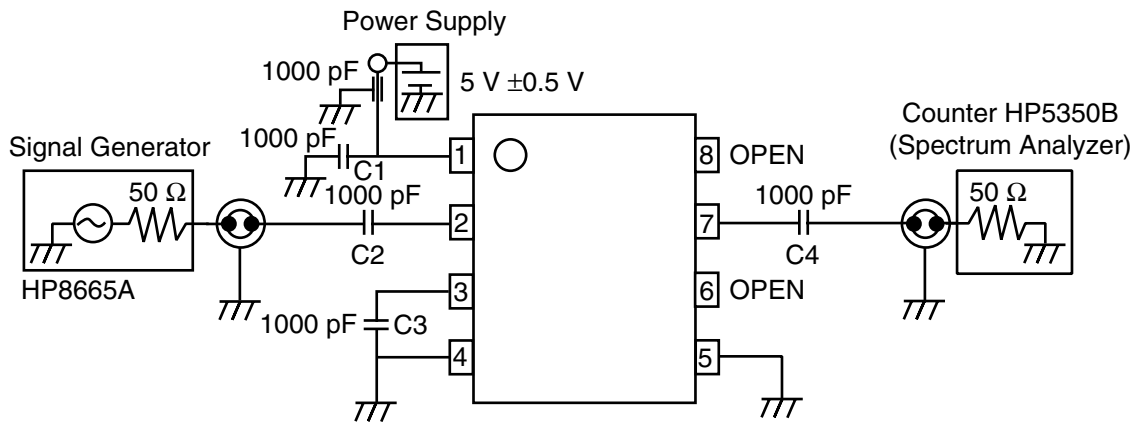 Power Supply
1000 pF
5 V ±0.5 V
1000 pF
C1
Signal Generator
50 Ω
HP8665A
1000 pF
C2
1000 pF
C3
1
2
3
4
8
7
6
5
OPEN
OPEN
1000 pF
C4
Counter HP5350B
(Spectrum Analyzer)
50 Ω